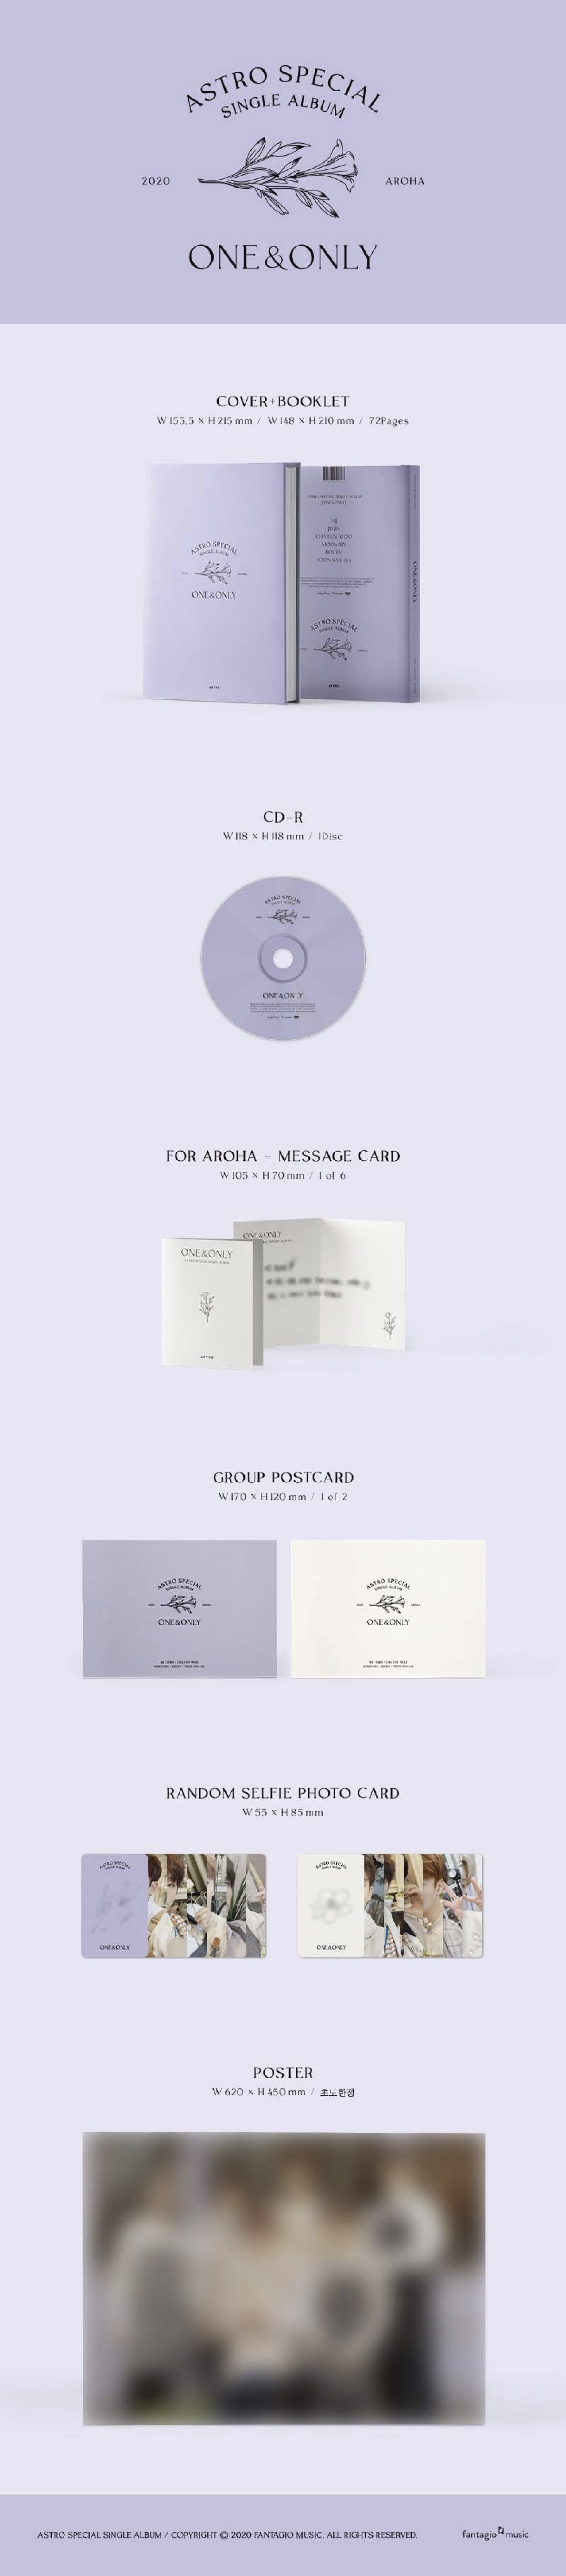 ASTRO SPECIAL
SINGLE ALBUM
2020
AROHA
ONE&ONLY
COVER+BOOKLET
W 155.5 × H 215 mm / W 148 × H 210 mm / 72Pages
ASTRO SPECIAL
SINGLE ALBUM
ONE&ONLY
ASTRO
MJ
JINJIN
CHA EUN-WOO
MOON BIN
ROCKY
YOON SAN-HA
ASTRO SPECIAL
SINGLE ALBUM
ASTRO
ONE&ONLY
CD-R
W 118 × H 118 mm / 1Disc
ASTRO SPECIAL
SINGLE ALBUM
ONE&ONLY
FOR AROHA - MESSAGE CARD
W 105 × H 70 mm / 1 of 6
ONE&ONLY
ASTRO SPECIAL SINGLE ALBUM
ASTRO
ONE&ONLY
GROUP POSTCARD
W 170 × H 120 mm / 1 of 2
ASTRO SPECIAL
SINGLE ALBUM
ONE&ONLY
ASTRO SPECIAL
SINGLE ALBUM
ONE&ONLY
RANDOM SELFIE PHOTO CARD
W 55 × H 85 mm
ASTRO SPECIAL
SINGLE ALBUM
ONE&ONLY
ASTRO SPECIAL
SINGLE ALBUM
ONE&ONLY
POSTER
W 620 × H 450 mm / 초도한정
ASTRO SPECIAL SINGLE ALBUM / COPYRIGHT © 2020 FANTAGIO MUSIC. ALL RIGHTS RESERVED.
fantagio music